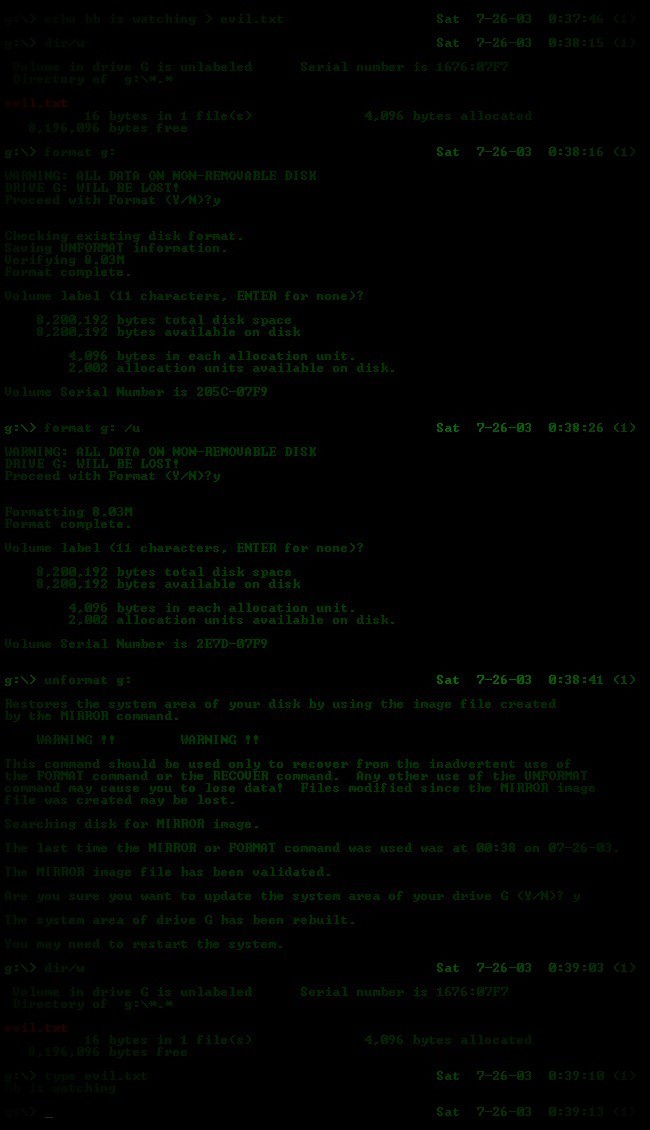 g:\> echo bb is watching > evil.txt Sat 7-26-03 0:37:46 (1)
g:\> dir/w Sat 7-26-03 0:38:15 (1)
Volume in drive G is unlabeled Serial number is 1676:07F7
Directory of g:\*.*
evil.txt
16 bytes in 1 file(s) 4,096 bytes allocated
8,196,096 bytes free
g:\> format g: Sat 7-26-03 0:38:16 (1)
WARNING: ALL DATA ON NON-REMOVABLE DISK
DRIVE G: WILL BE LOST!
Proceed with Format (Y/N)?y
Checking existing disk format.
Saving UNFORMAT information.
Verifying 8.03M
Format complete.
Volume label (11 characters, ENTER for none)?
8,200,192 bytes total disk space
8,200,192 bytes available on disk
4,096 bytes in each allocation unit.
2,002 allocation units available on disk.
Volume Serial Number is 205C-07F9
g:\> format g: /u Sat 7-26-03 0:38:26 (1)
WARNING: ALL DATA ON NON-REMOVABLE DISK
DRIVE G: WILL BE LOST!
Proceed with Format (Y/N)?y
Formatting 8.03M
Format complete.
Volume label (11 characters, ENTER for none)?
8,200,192 bytes total disk space
8,200,192 bytes available on disk
4,096 bytes in each allocation unit.
2,002 allocation units available on disk.
Volume Serial Number is 2E7D-07F9
g:\> unformat g: Sat 7-26-03 0:38:41 (1)
Restores the system area of your disk by using the image file created
by the MIRROR command.
WARNING !! WARNING !!
This command should be used only to recover from the inadvertent use of
the FORMAT command or the RECOVER command. Any other use of the UNFORMAT
command may cause you to lose data! Files modified since the MIRROR image
file was created may be lost.
Searching disk for MIRROR image.
The last time the MIRROR or FORMAT command was used was at 00:38 on 07-26-03.
The MIRROR image file has been validated.
Are you sure you want to update the system area of your drive G (Y/N)? y
The system area of drive G has been rebuilt.
You may need to restart the system.
g:\> dir/w Sat 7-26-03 0:39:03 (1)
Volume in drive G is unlabeled Serial number is 1676:07F7
Directory of g:\*.*
evil.txt
16 bytes in 1 file(s) 4,096 bytes allocated
8,196,096 bytes free
g:\> type evil.txt Sat 7-26-03 0:39:10 (1)
bb is watching
g:\> _ Sat 7-26-03 0:39:13 (1)